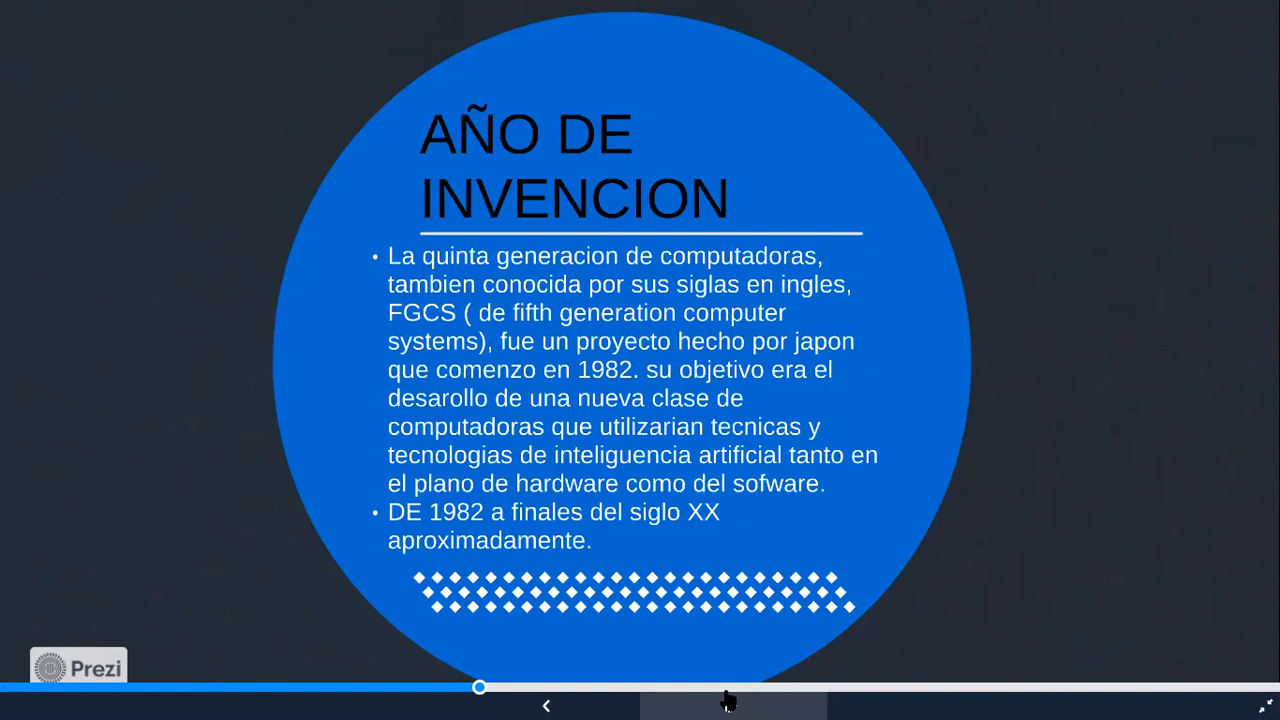 AÑO DE
INVENCION
• La quinta generacion de computadoras,
tambien conocida por sus siglas en ingles,
FGCS ( de fifth generation computer
systems), fue un proyecto hecho por japon
que comenzo en 1982. su objetivo era el
desarollo de una nueva clase de
computadoras que utilizarian tecnicas y
tecnologias de inteliguencia artificial tanto en
el plano de hardware como del sofware.
• DE 1982 a finales del siglo XX
aproximadamente.
Prezi